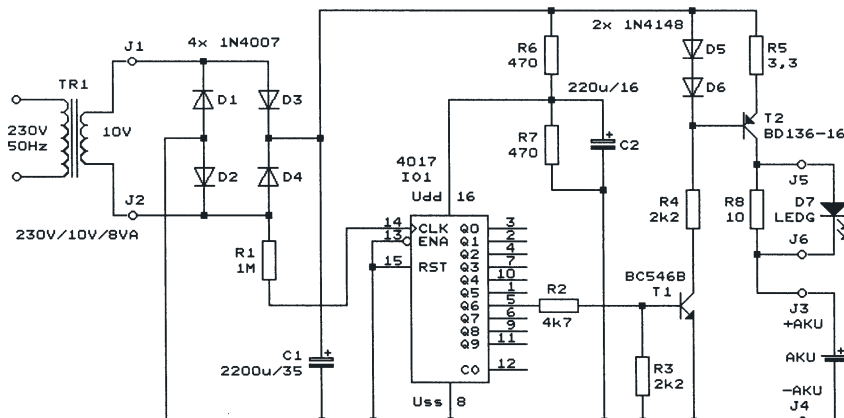 4x 1N4007
2x 1N4148
J1
R6
470
D5
R5
3,3
TR1
D1
D3
D6
220u/16
T2
BD136-16
230V
50Hz
10V
R7
470
C2
4017
IO1
D2
D4
Udd 16
J5
R4
2k2
R8
10
D7
LEDG
J2
230V/10V/8VA
14 CLK
13 ENA
15 RST
Q0 3
Q1 2
Q2 4
Q3 7
Q4 10
Q5 1
Q6 5
Q7 6
Q8 9
Q9 11
CO 12
R1
1M
J6
BC546B
T1
R2
4k7
J3
+AKU
C1
2200u/35
AKU
R3
2k2
-AKU
J4
Uss 8